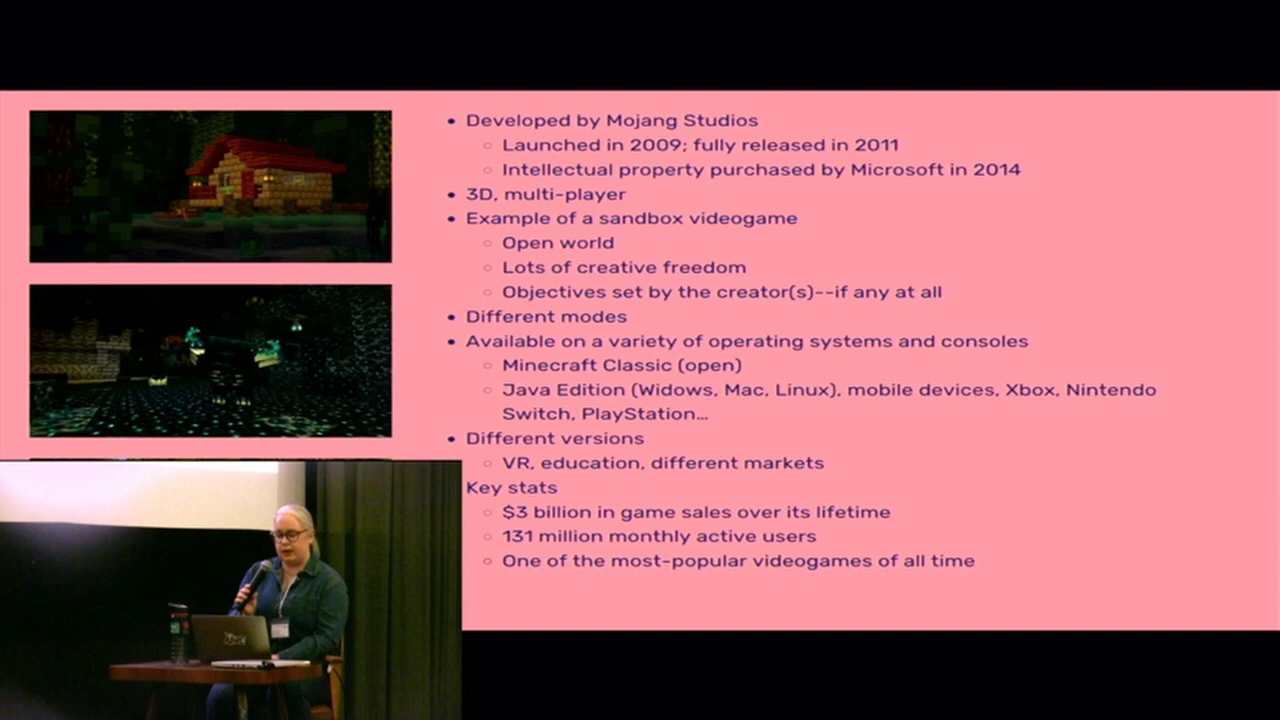 • Developed by Mojang Studios
○ Launched in 2009; fully released in 2011
○ Intellectual property purchased by Microsoft in 2014
• 3D, multi-player
• Example of a sandbox videogame
○ Open world
○ Lots of creative freedom
○ Objectives set by the creator(s)--if any at all
• Different modes
• Available on a variety of operating systems and consoles
○ Minecraft Classic (open)
○ Java Edition (Widows, Mac, Linux), mobile devices, Xbox, Nintendo
Switch, PlayStation...
• Different versions
○ VR, education, different markets
Key stats
○ $3 billion in game sales over its lifetime
○ 131 million monthly active users
○ One of the most-popular videogames of all time